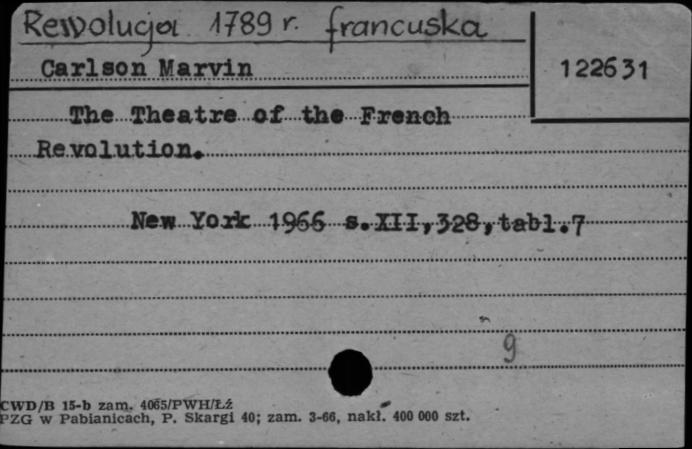 Rewolucja 1789 r. francuska
Carlson Marvin
122631
The Theatre of the French
Revolution.
New York 1966 s.XII,328,tabl.7
9
CWD/B 15-b zam. 4065/PWH/Łź
PZG w Pabianicach, P. Skargi 40; zam. 3-66, nakł. 400 000 szt.